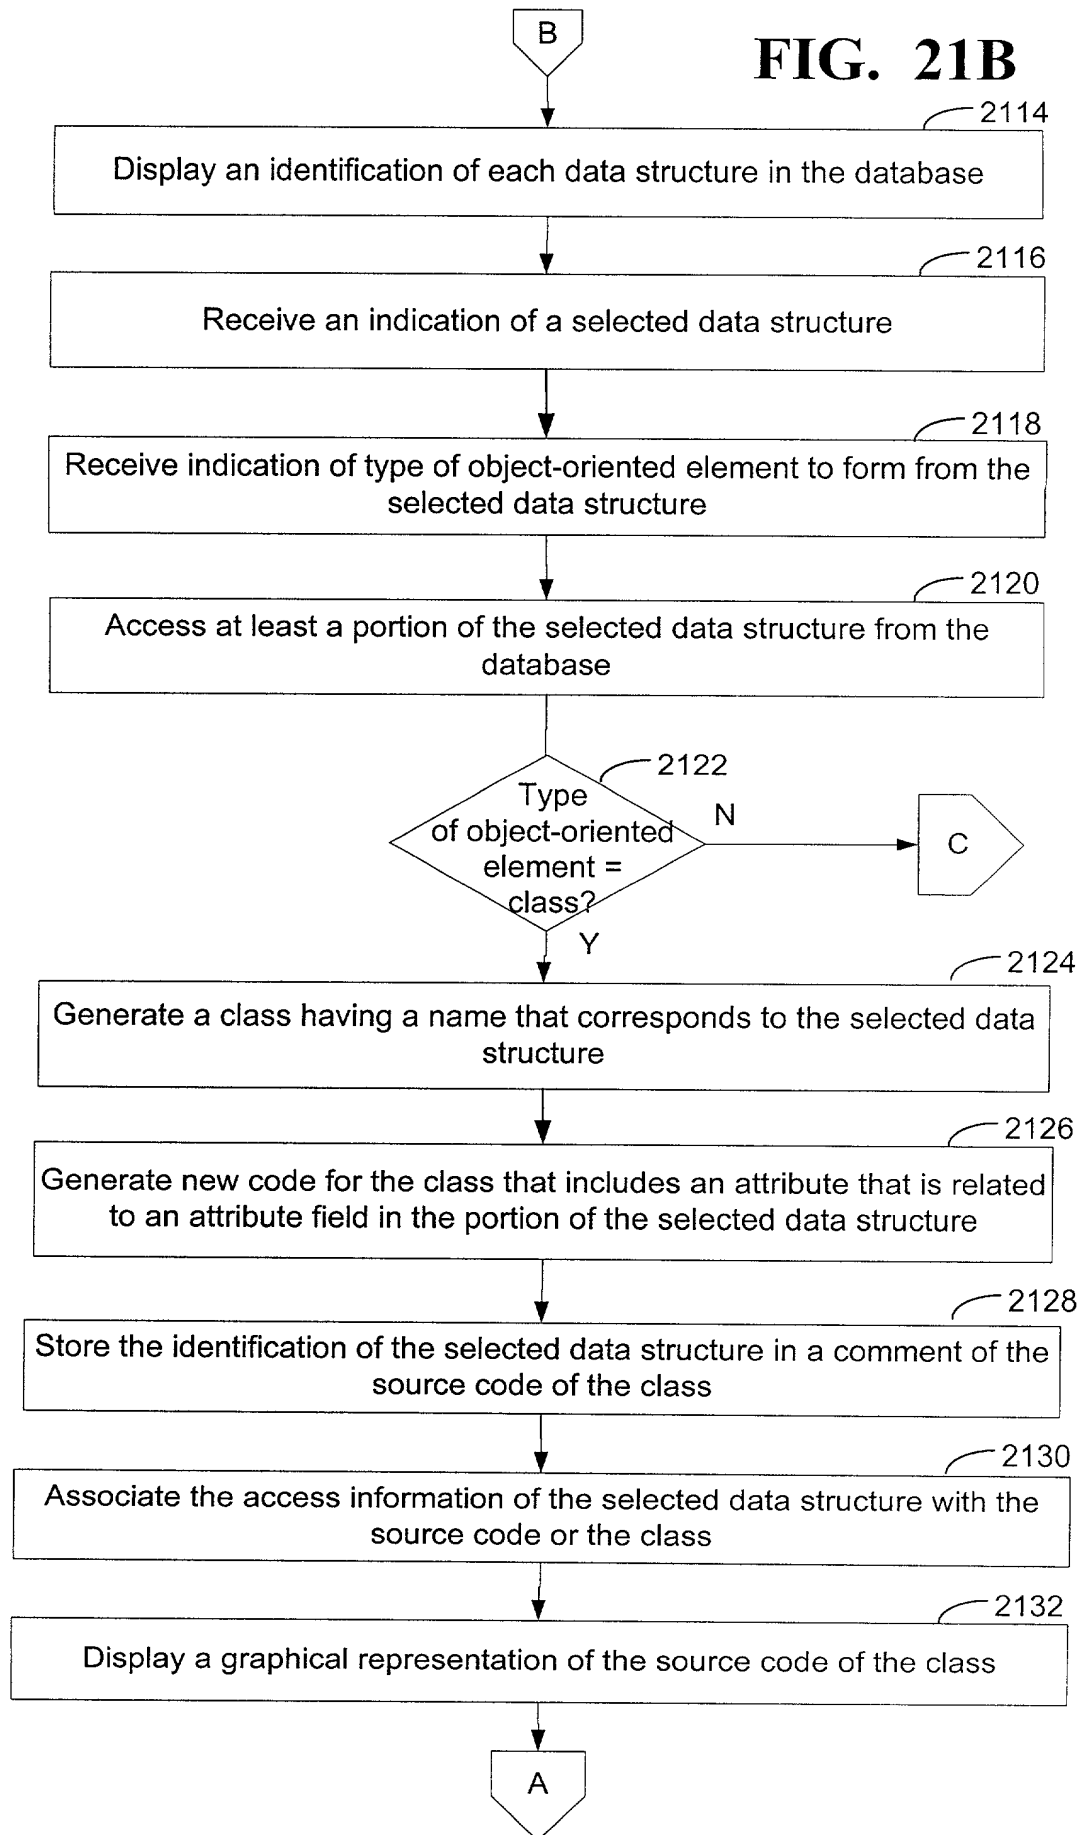 B
FIG. 21B
2114
Display an identification of each data structure in the database
2116
Receive an indication of a selected data structure
2118
Receive indication of type of object-oriented element to form from the
selected data structure
2120
Access at least a portion of the selected data structure from the
database
2122
Type
of object-oriented
element =
class?
N
C
Y
2124
Generate a class having a name that corresponds to the selected data
structure
2126
Generate new code for the class that includes an attribute that is related
to an attribute field in the portion of the selected data structure
2128
Store the identification of the selected data structure in a comment of the
source code of the class
2130
Associate the access information of the selected data structure with the
source code or the class
2132
Display a graphical representation of the source code of the class
A